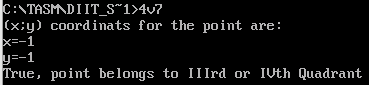 C:\TASM\DIIT_S~1>4v7
(x;y) coordinats for the point are:
x=-1
y=-1
True, point belongs to IIIrd or IVth Quadrant